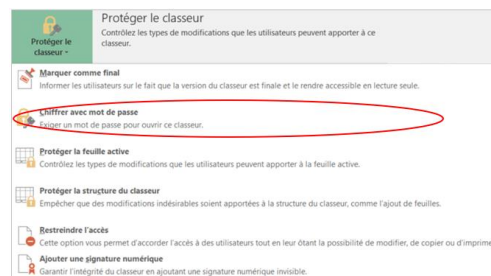 Protéger le classeur
Contrôlez les types de modifications que les utilisateurs peuvent apporter à ce
classeur.
Protéger le
classeur
Marquer comme final
Informer les utilisateurs sur le fait que la version du classeur est finale et le rendre accessible en lecture seule.
Chiffrer avec mot de passe
Exiger un mot de passe pour ouvrir ce classeur.
Protéger la feuille active
Contrôlez les types de modifications que les utilisateurs peuvent apporter à la feuille active.
Protéger la structure du classeur
Empêcher que des modifications indésirables soient apportées à la structure du classeur, comme l'ajout de feuilles.
Restreindre l'accès
Cette option vous permet d'accorder l'accès à des utilisateurs tout en leur ôtant la possibilité de modifier, de copier ou d'imprime
Ajouter une signature numérique
Garantir l'intégrité du classeur en ajoutant une signature numérique invisible.